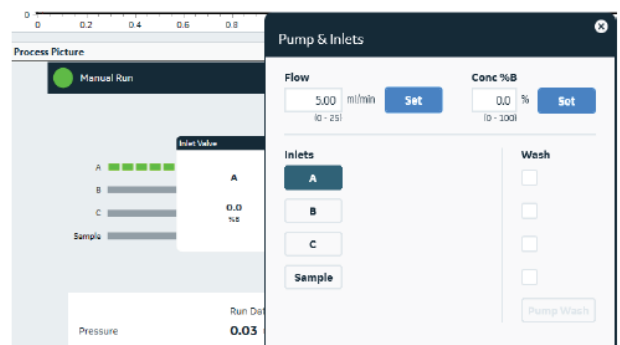 0
0 0.2 0.4 0.6 0.8
Process Picture
Manual Run
Inlet Valve
A
B
C
Sample
A
0.0
%B
Run Dat
Pressure 0.03
Pump & Inlets
Flow Conc %B
5.00 ml/min Set 0.0 % Set
(0 - 25) (0 - 100)
Inlets Wash
A
B
C
Sample
Pump Wash